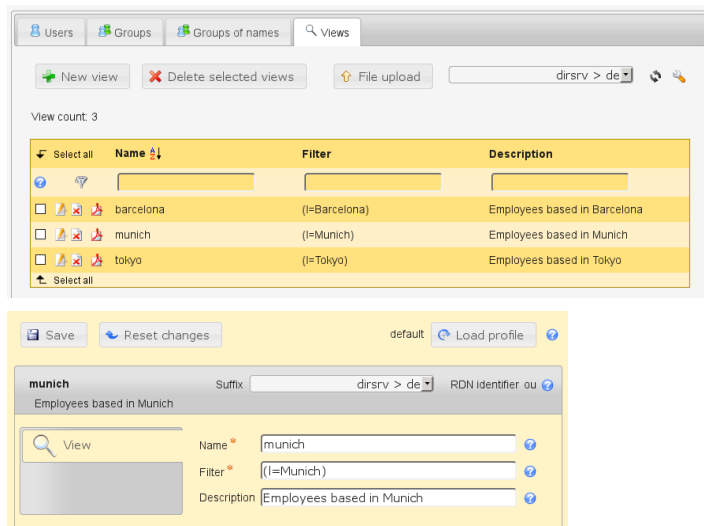 Users Groups Groups of names Views
New view Delete selected views File upload dirsrv > de
View count: 3
Select all Name Filter Description
barcelona (l=Barcelona) Employees based in Barcelona
munich (l=Munich) Employees based in Munich
tokyo (l=Tokyo) Employees based in Tokyo
Select all
Save Reset changes default Load profile
munich Suffix dirsrv > de RDN identifier ou
Employees based in Munich
View Name * munich
Filter * (l=Munich)
Description Employees based in Munich